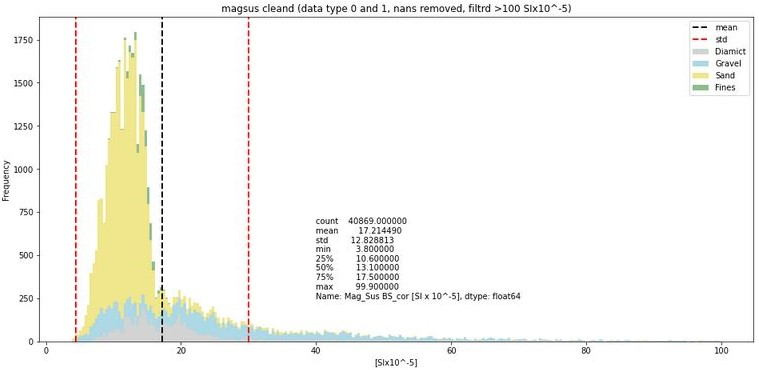 magsus cleand (data type 0 and 1, nans removed, filtrd >100 SIx10^-5)
mean
std
Diamict
Gravel
Sand
Fines
Frequency
1750
1500
1250
1000
750
500
250
0
count 40869.000000
mean 17.214490
std 12.828813
min 3.800000
25% 10.600000
50% 13.100000
75% 17.500000
max 99.900000
Name: Mag_Sus BS_cor [SI x 10^-5], dtype: float64
0 20 40 60 80 100
[SIx10^-5]